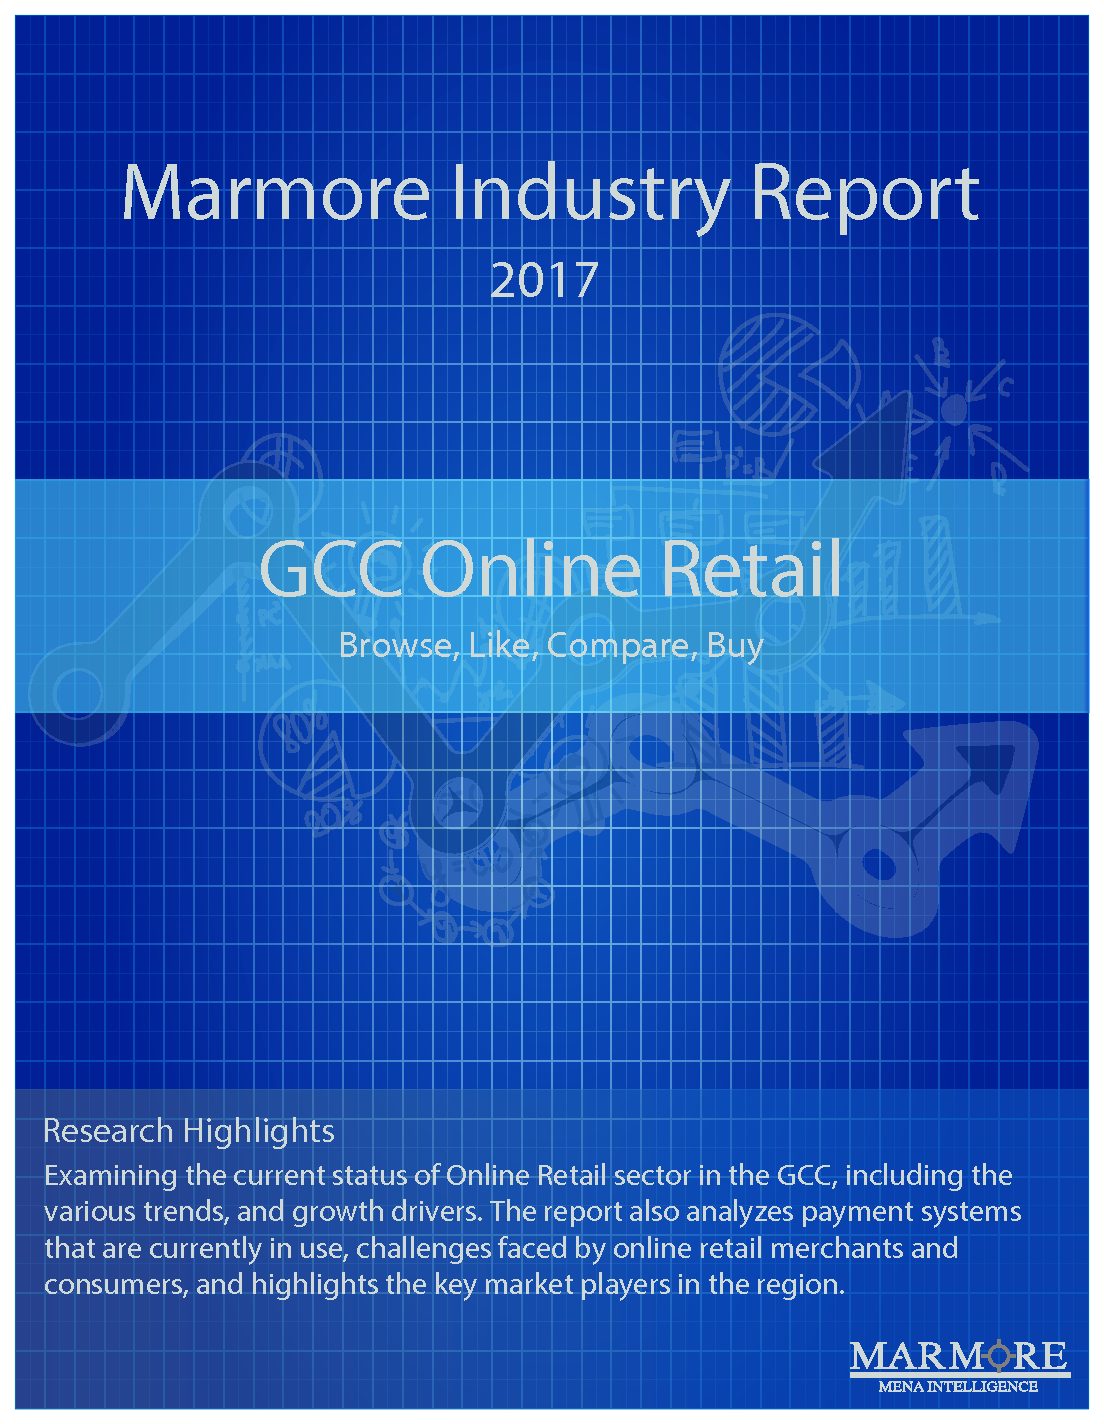 Marmore Industry Report
2017
GCC Online Retail
Browse, Like, Compare, Buy
80%
20%
Research Highlights
Examining the current status of Online Retail sector in the GCC, including the
various trends, and growth drivers. The report also analyzes payment systems
that are currently in use, challenges faced by online retail merchants and
consumers, and highlights the key market players in the region.
MARMORE
MENA INTELLIGENCE